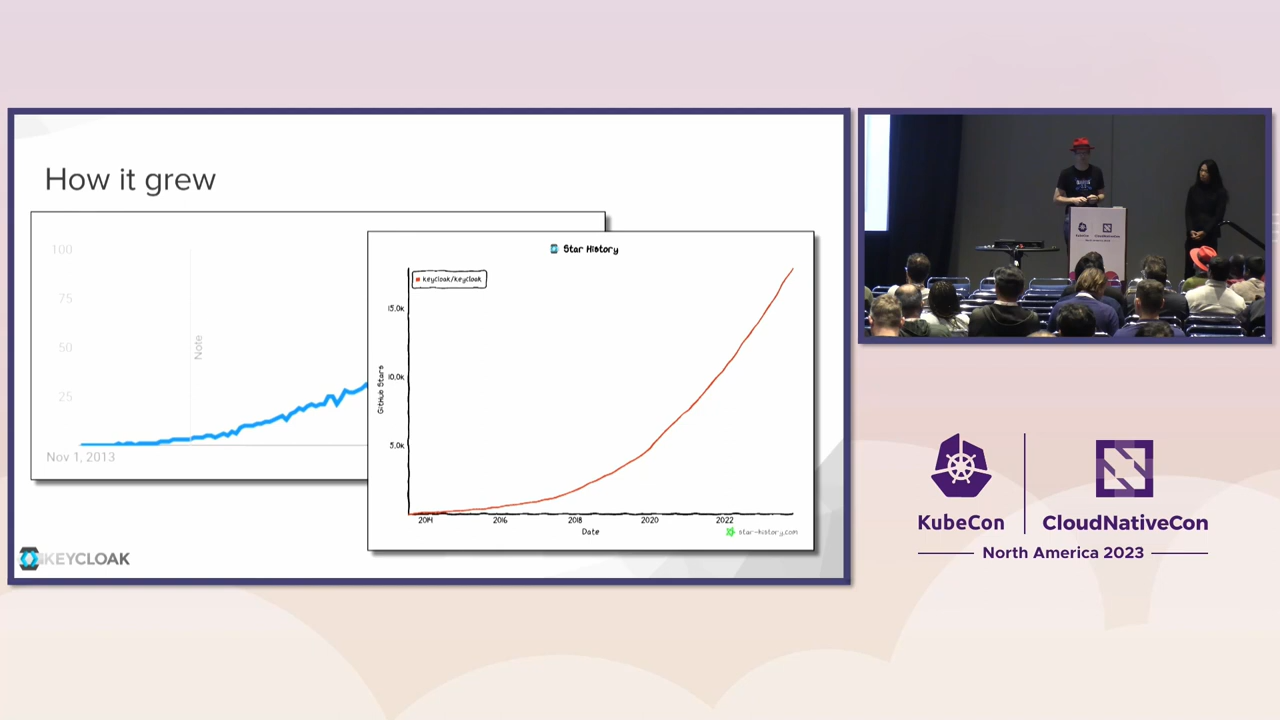 How it grew
100
75
50
25
Note
Nov 1, 2013
Star History
keycloak/keycloak
15.0k
10.0k
5.0k
GitHub Stars
2014
2016
2018
2020
2022
Date
star-history.com
KEYCLOAK
KubeCon
CloudNativeCon
North America 2023